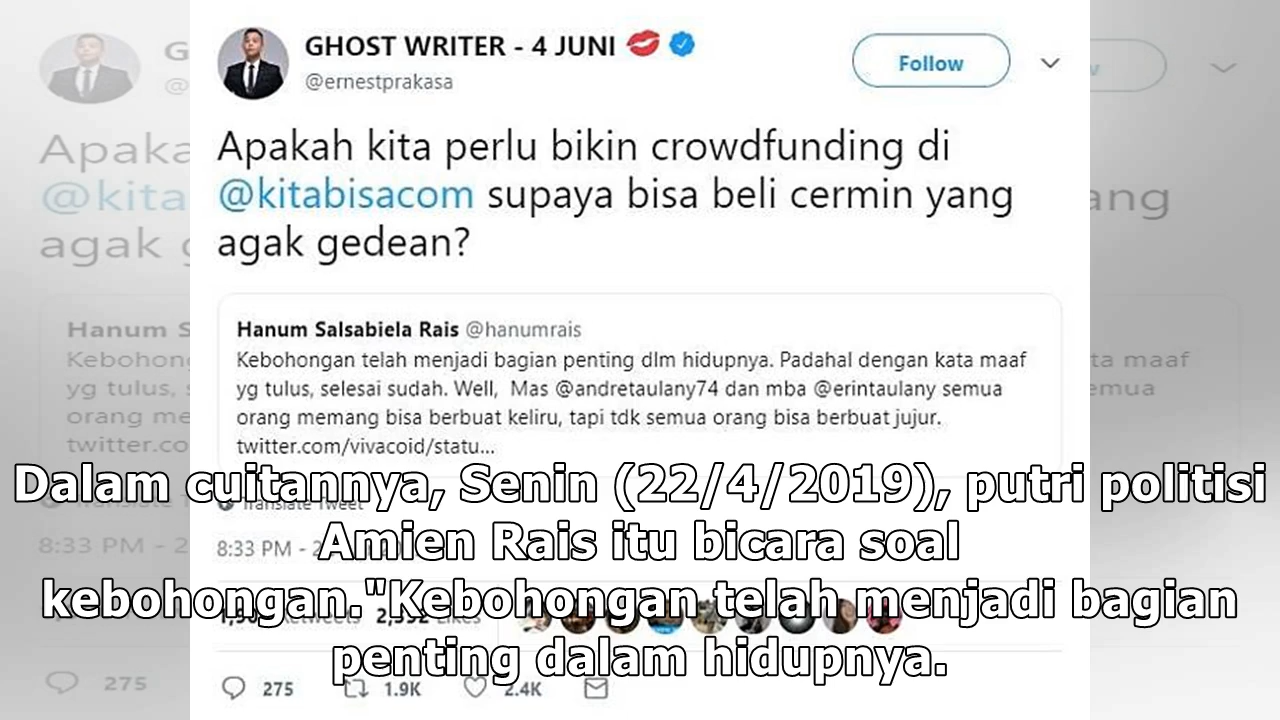 GHOST WRITER - 4 JUNI
@ernestprakasa
Follow
Apakah kita perlu bikin crowdfunding di
@kitabisacom supaya bisa beli cermin yang
agak gedean?
Hanum Salsabiela Rais @hanumrais
Kebohongan telah menjadi bagian penting dlm hidupnya. Padahal dengan kata maaf
yg tulus, selesai sudah. Well, Mas @andretaulany74 dan mba @erintaulany semua
orang memang bisa berbuat keliru, tapi tdk semua orang bisa berbuat jujur.
twitter.com/vivacoid/statu...
Dalam cuitannya, Senin (22/4/2019), putri politisi
Translate Tweet
Amien Rais itu bicara soal
8:33 PM - 2
kebohongan."Kebohongan telah menjadi bagian
Retweets Likes
penting dalam hidupnya.
275 1.9K 2.4K